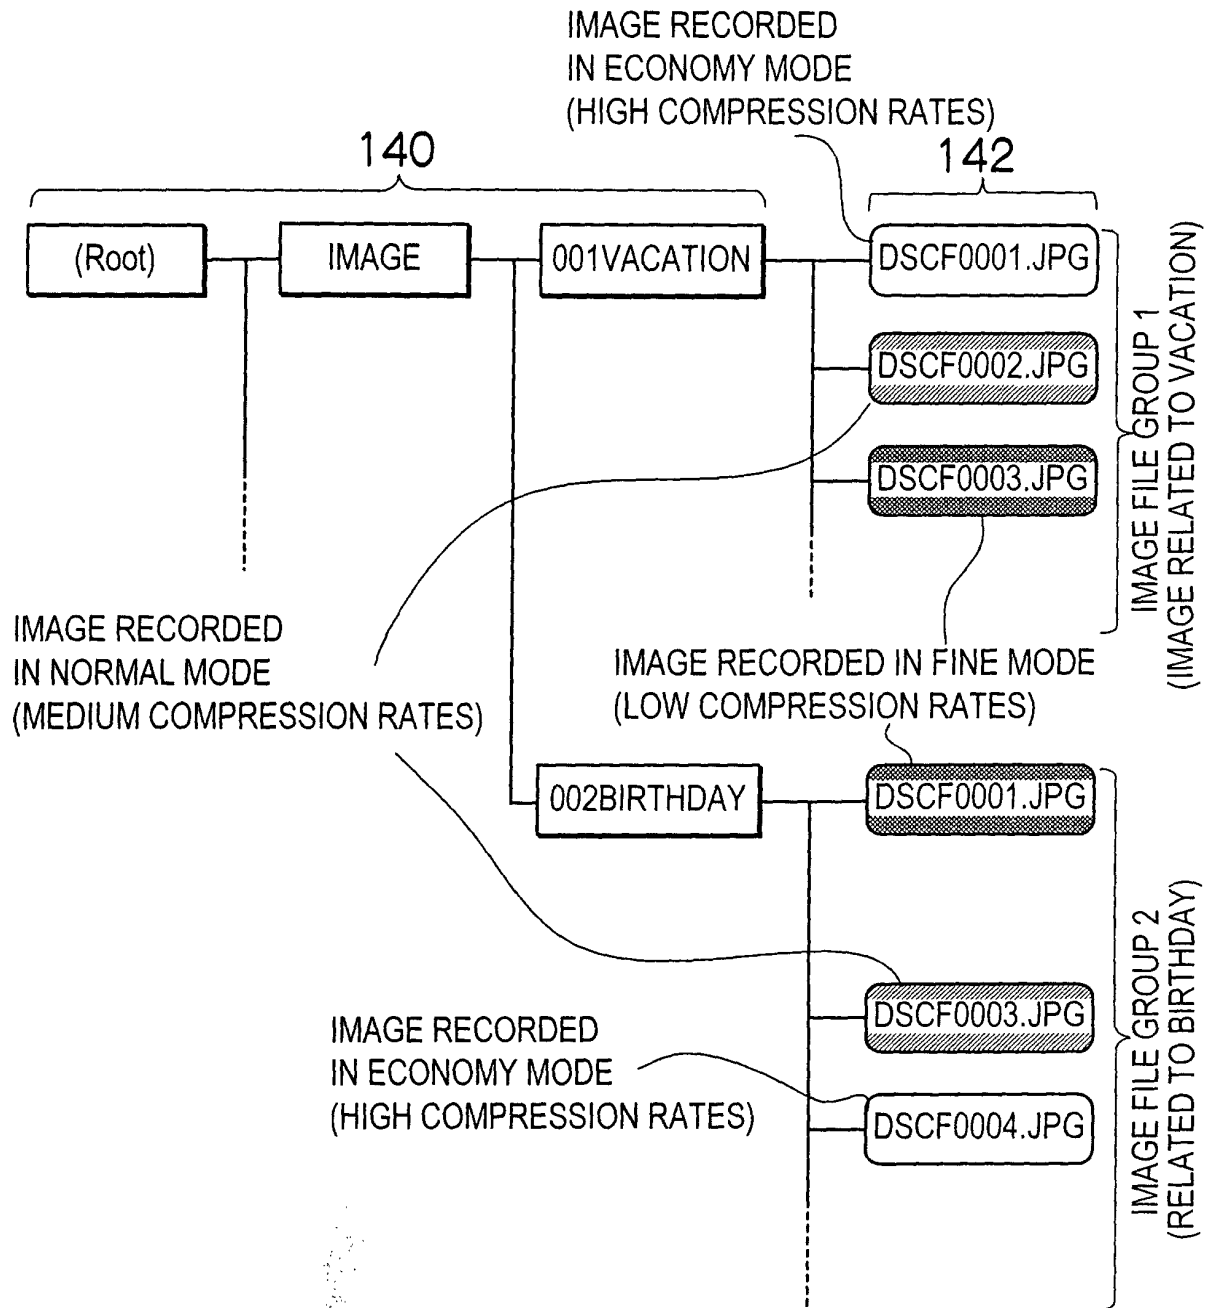 IMAGE RECORDED
IN ECONOMY MODE
(HIGH COMPRESSION RATES)
140
142
(Root)
IMAGE
001VACATION
DSCF0001.JPG
DSCF0002.JPG
DSCF0003.JPG
IMAGE FILE GROUP 1
(IMAGE RELATED TO VACATION)
IMAGE RECORDED
IN NORMAL MODE
(MEDIUM COMPRESSION RATES)
IMAGE RECORDED IN FINE MODE
(LOW COMPRESSION RATES)
002BIRTHDAY
DSCF0001.JPG
DSCF0003.JPG
IMAGE RECORDED
IN ECONOMY MODE
(HIGH COMPRESSION RATES)
DSCF0004.JPG
IMAGE FILE GROUP 2
(RELATED TO BIRTHDAY)